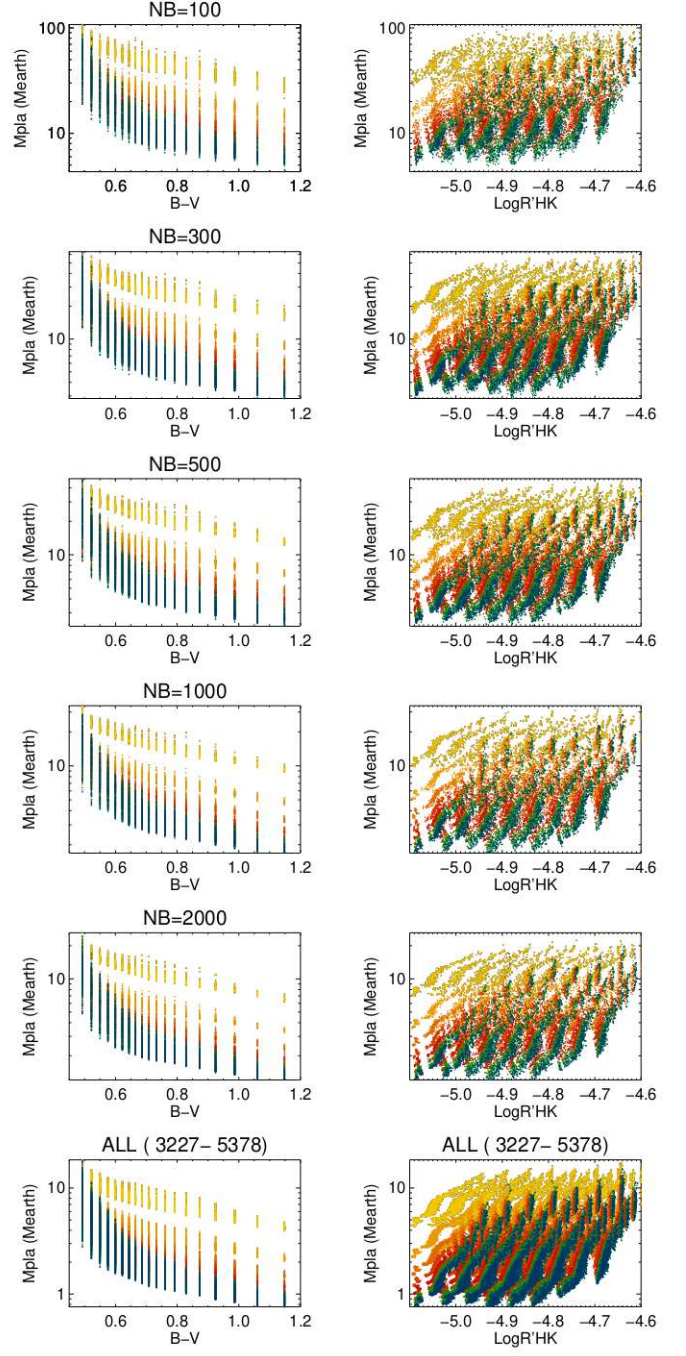 NB=100
100
10
Mpla (Mearth)
0.6 0.8 1.0 1.2
B−V
100
10
Mpla (Mearth)
−5.0 −4.9 −4.8 −4.7 −4.6
LogR'HK
NB=300
10
Mpla (Mearth)
0.6 0.8 1.0 1.2
B−V
10
Mpla (Mearth)
−5.0 −4.9 −4.8 −4.7 −4.6
LogR'HK
NB=500
10
Mpla (Mearth)
0.6 0.8 1.0 1.2
B−V
10
Mpla (Mearth)
−5.0 −4.9 −4.8 −4.7 −4.6
LogR'HK
NB=1000
10
Mpla (Mearth)
0.6 0.8 1.0 1.2
B−V
10
Mpla (Mearth)
−5.0 −4.9 −4.8 −4.7 −4.6
LogR'HK
NB=2000
10
Mpla (Mearth)
0.6 0.8 1.0 1.2
B−V
10
Mpla (Mearth)
−5.0 −4.9 −4.8 −4.7 −4.6
LogR'HK
ALL ( 3227− 5378)
10
1
Mpla (Mearth)
0.6 0.8 1.0 1.2
B−V
ALL ( 3227− 5378)
10
1
Mpla (Mearth)
−5.0 −4.9 −4.8 −4.7 −4.6
LogR'HK